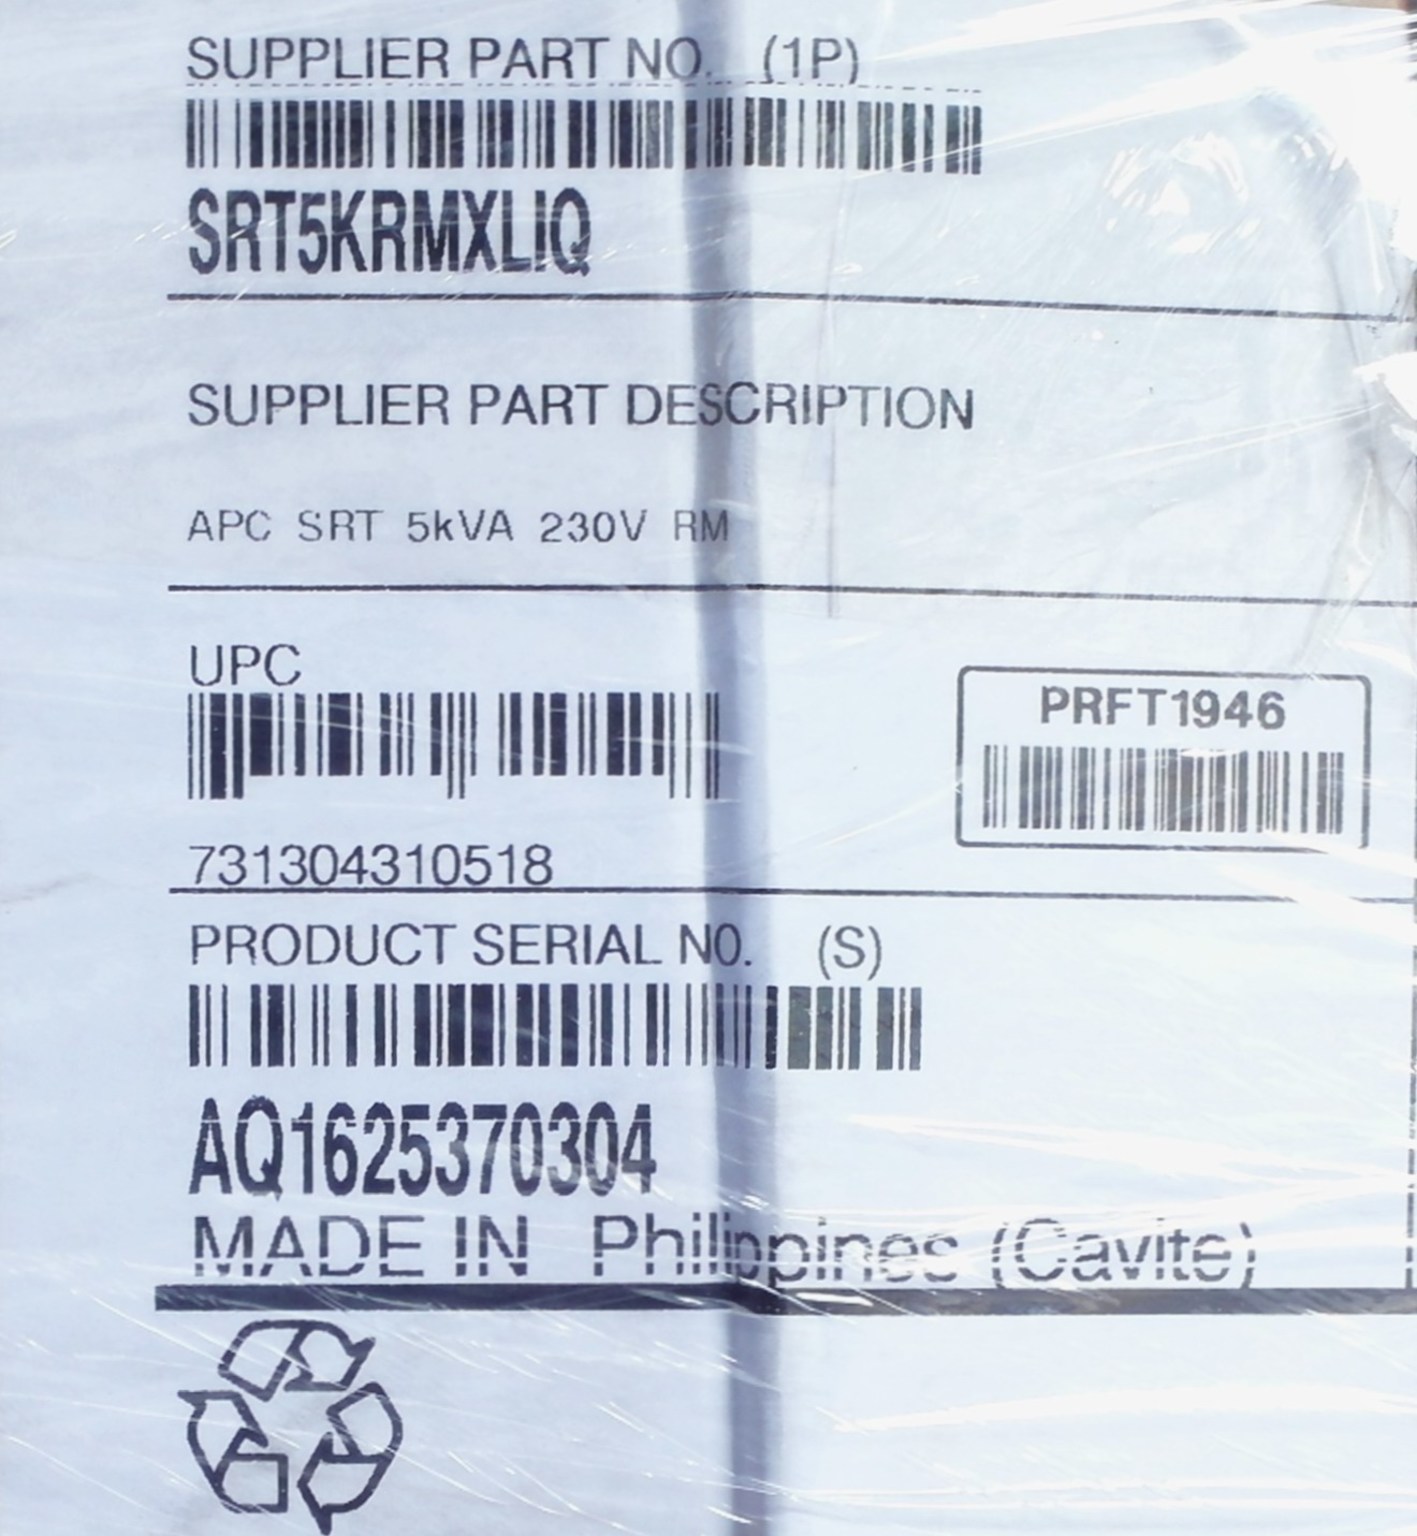 SUPPLIER PART NO. (1P)
SRT5KRMXLIQ
SUPPLIER PART DESCRIPTION
APC SRT 5kVA 230V RM
UPC
PRFT1946
731304310518
PRODUCT SERIAL NO. (S)
AQ1625370304
MADE IN Philippines (Cavite)